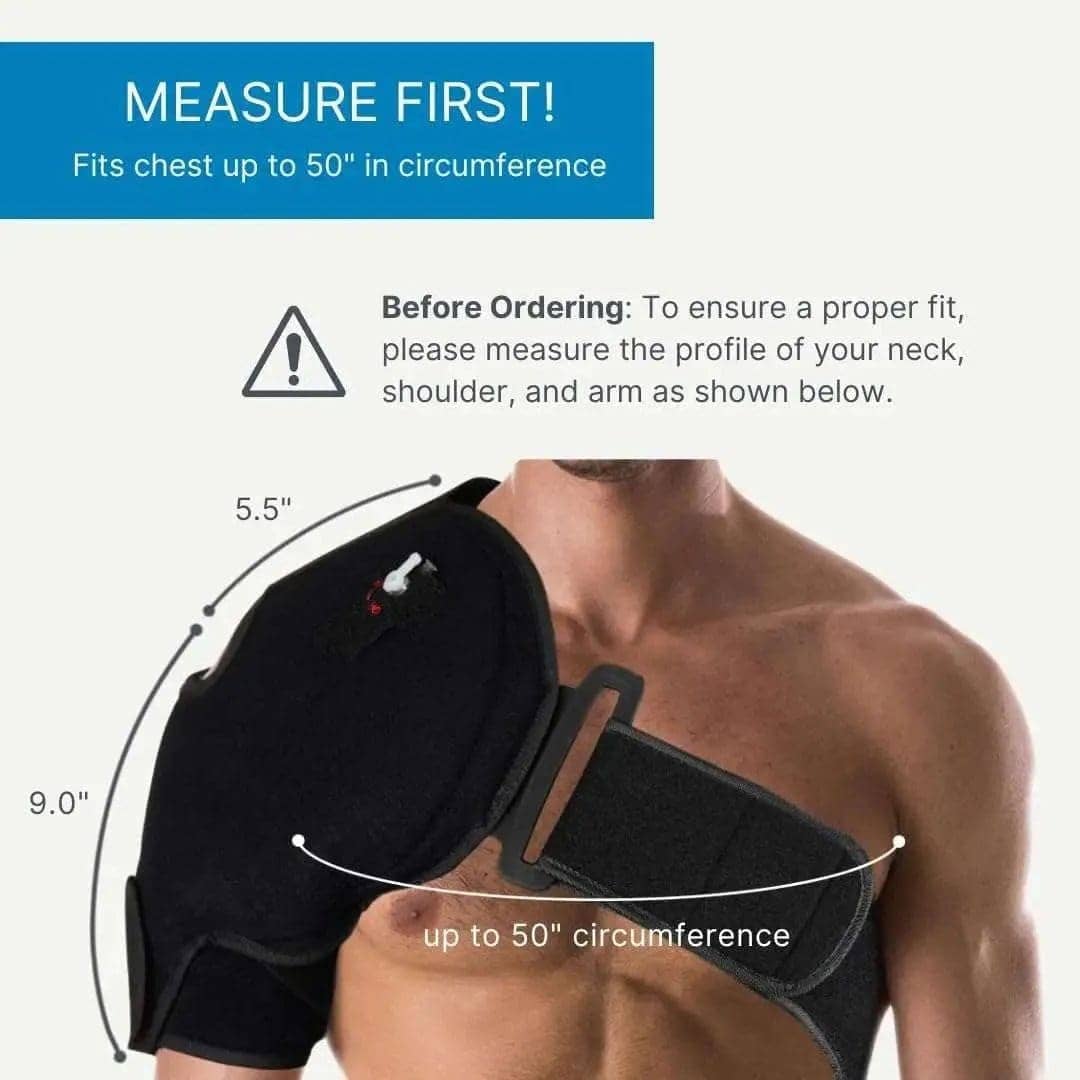 MEASURE FIRST!
Fits chest up to 50" in circumference
Before Ordering: To ensure a proper fit,
please measure the profile of your neck,
shoulder, and arm as shown below.
5.5"
9.0"
up to 50" circumference